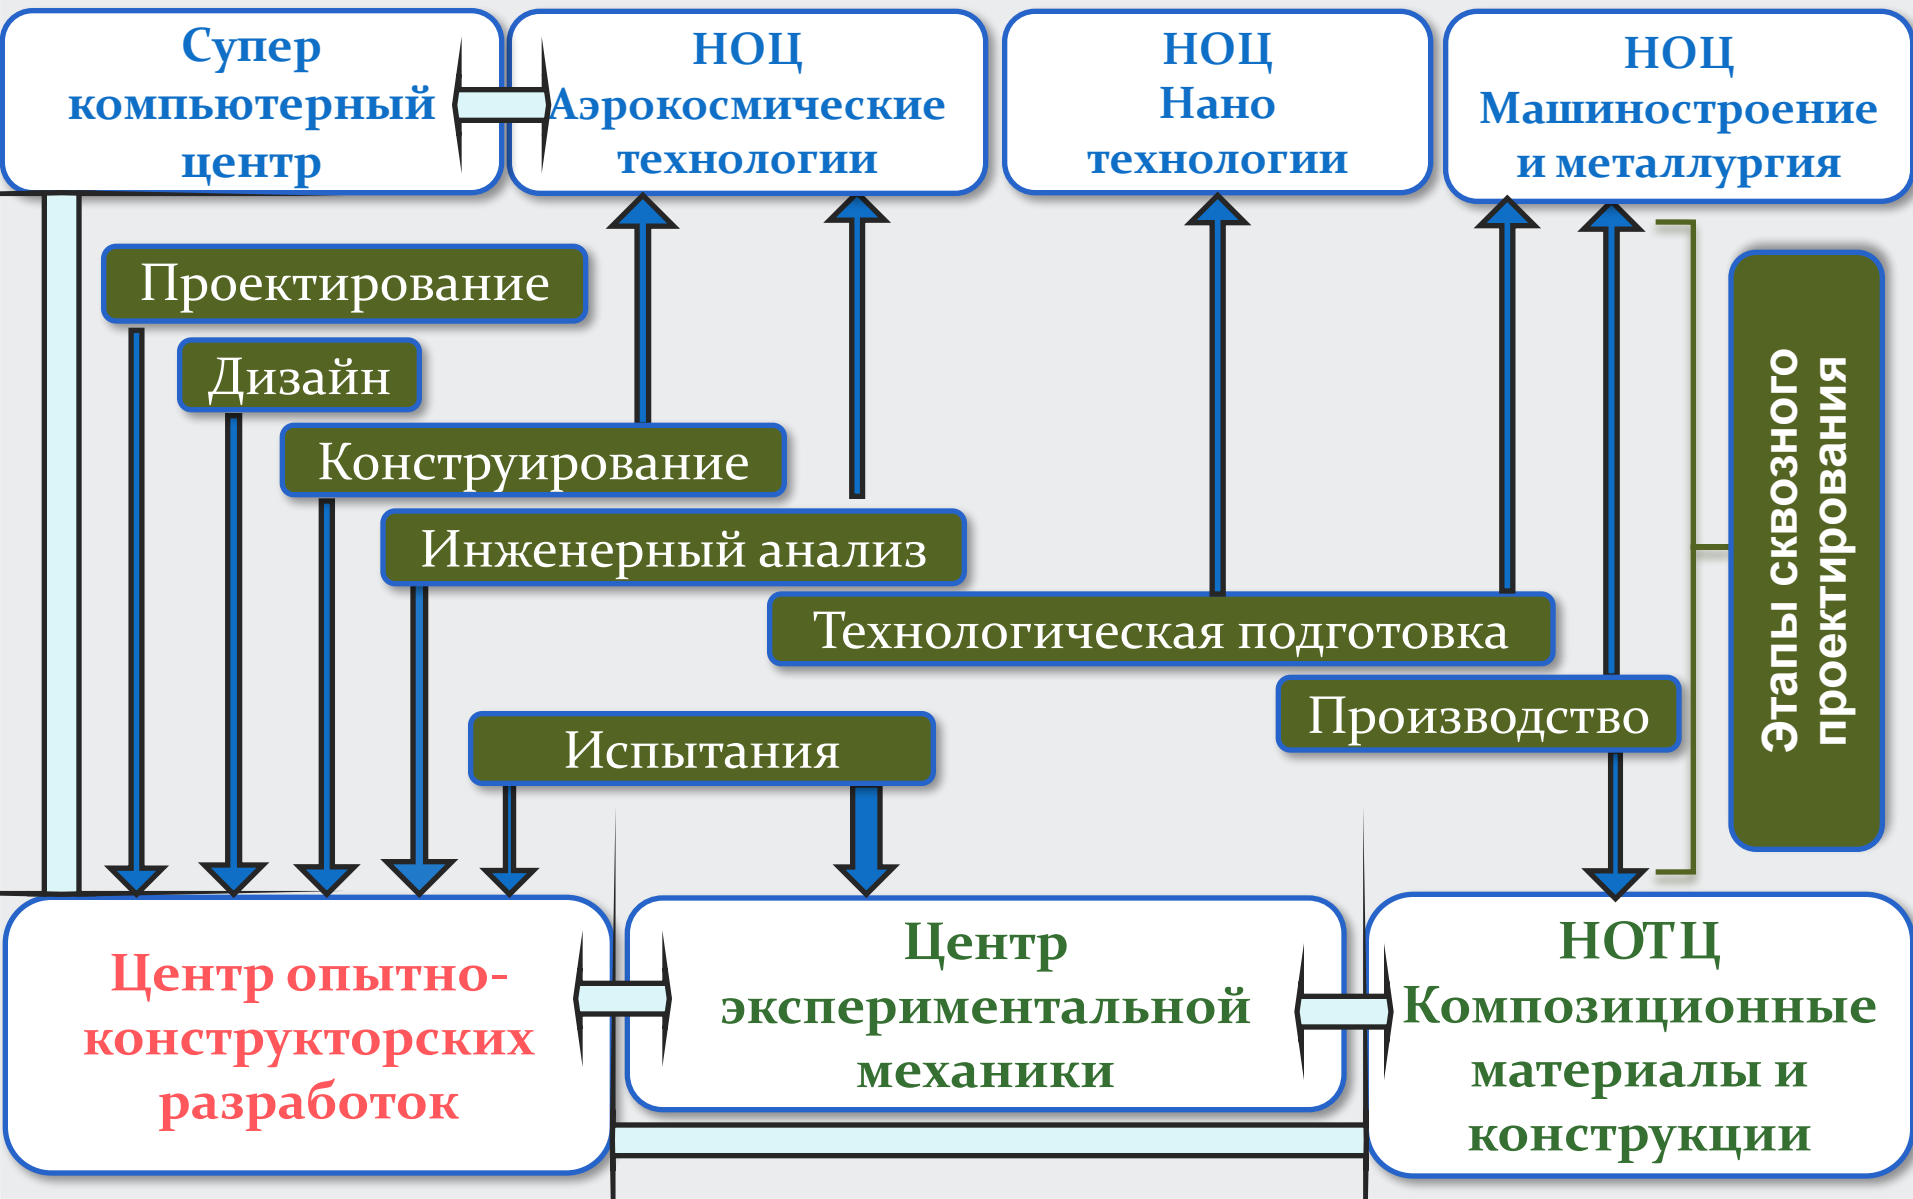 Супер
компьютерный
центр
НОЦ
Аэрокосмические
технологии
НОЦ
Нано
технологии
НОЦ
Машиностроение
и металлургия
Проектирование
Дизайн
Конструирование
Инженерный анализ
Технологическая подготовка
Производство
Испытания
Этапы сквозного
проектирования
Центр опытно-
конструкторских
разработок
Центр
экспериментальной
механики
НОТЦ
Композиционные
материалы и
конструкции